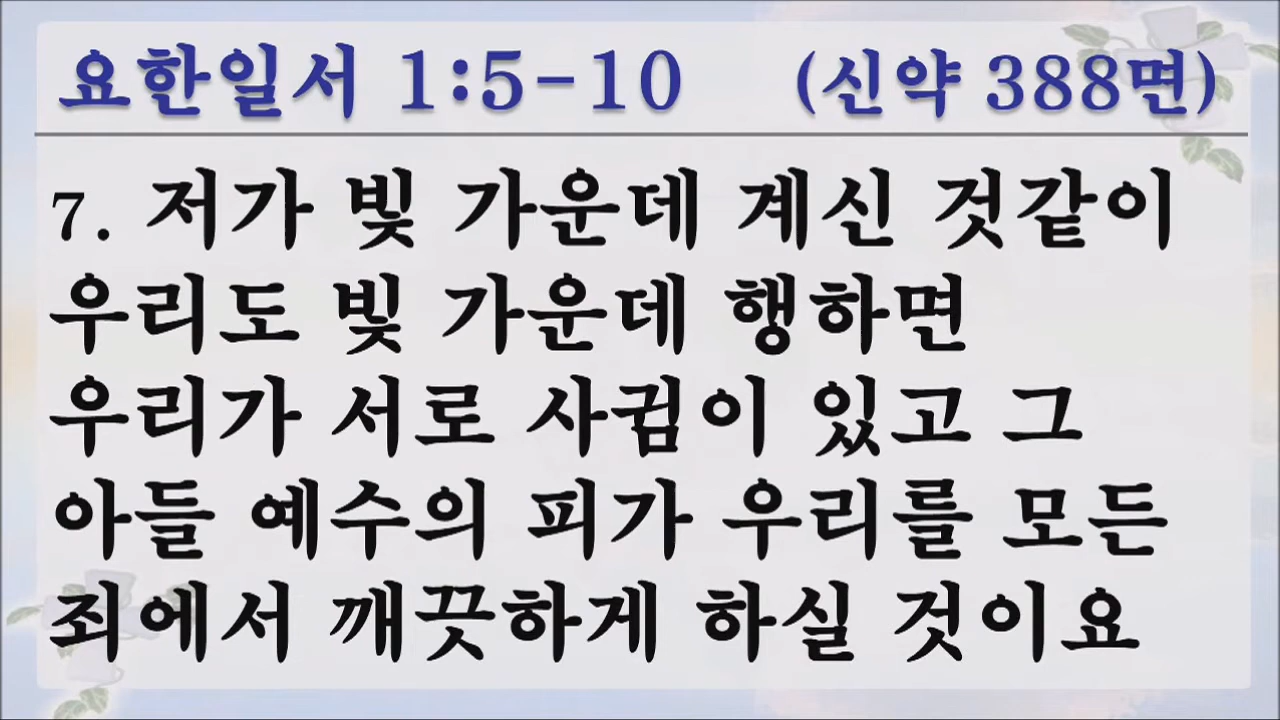 요한일서 1:5-10 (신약 388면)
7. 저가 빛 가운데 계신 것같이
우리도 빛 가운데 행하면
우리가 서로 사귐이 있고 그
아들 예수의 피가 우리를 모든
죄에서 깨끗하게 하실 것이요